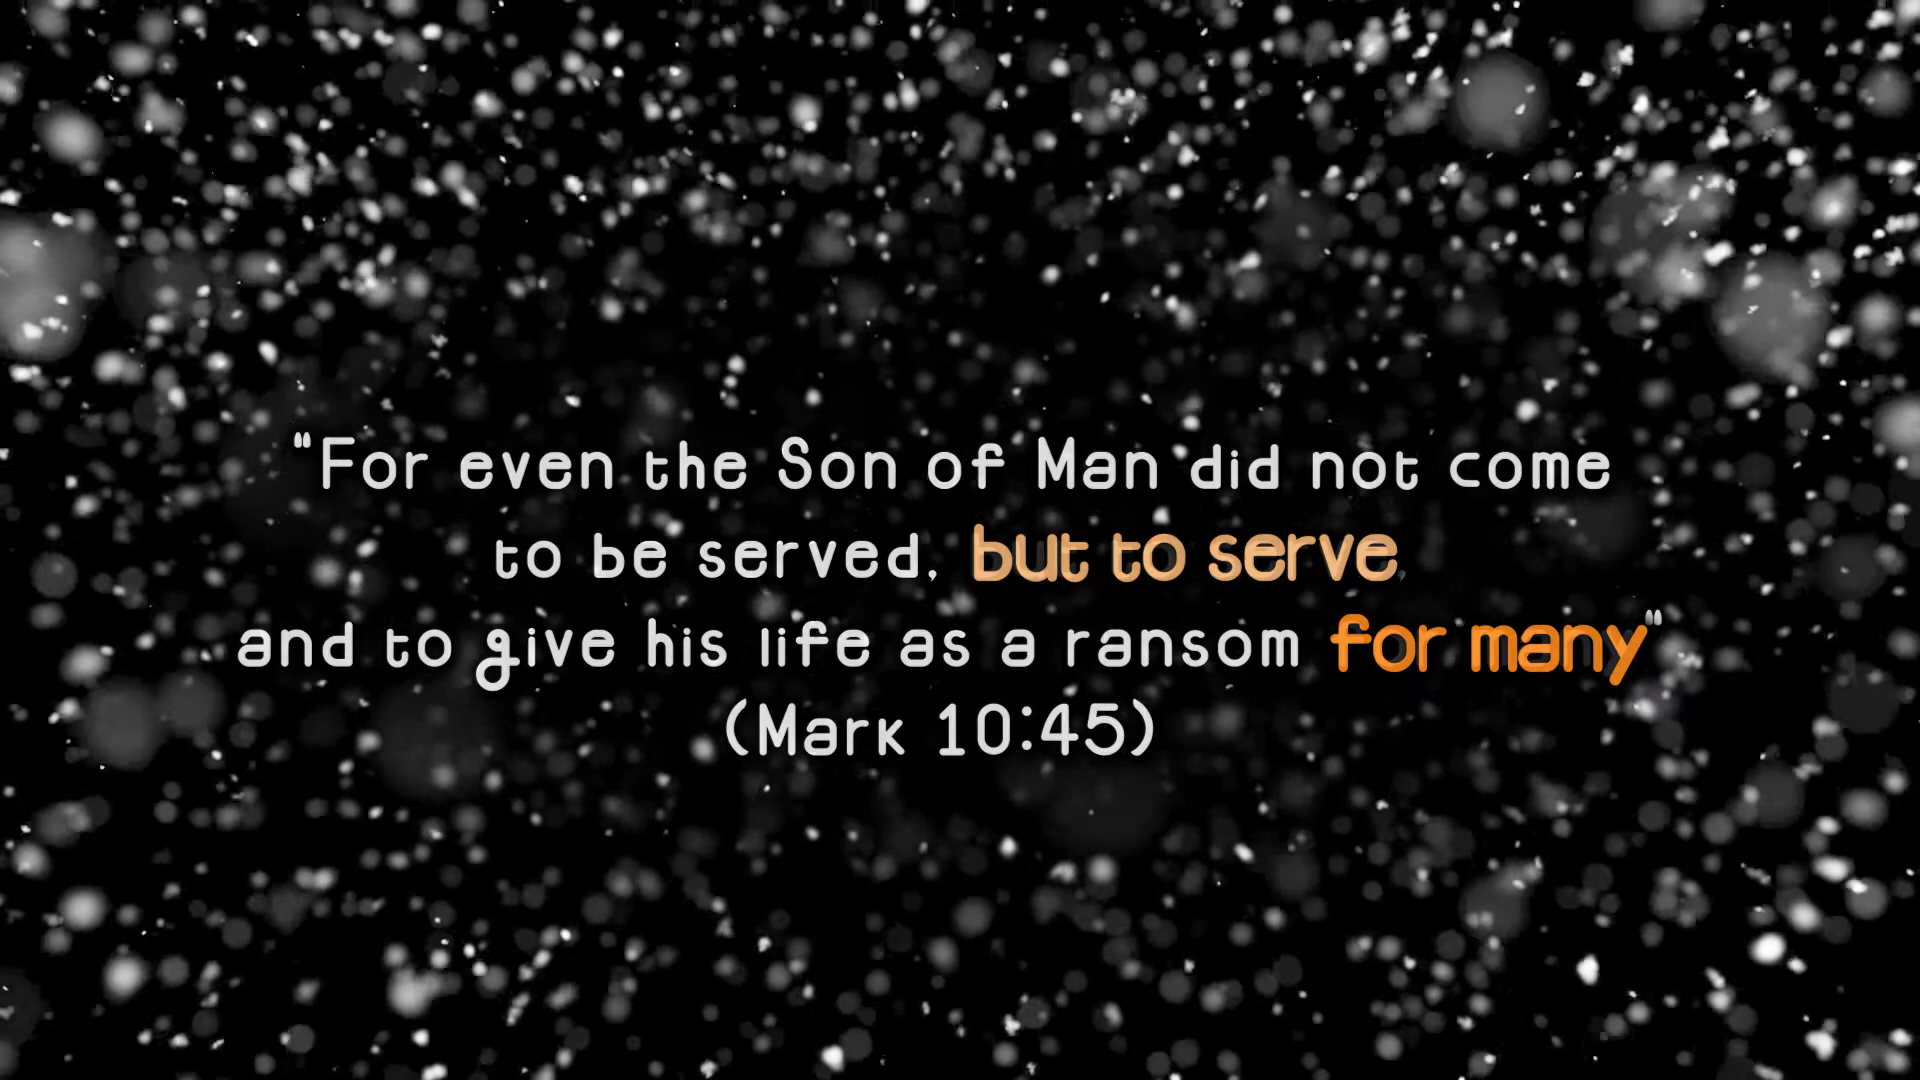 "For even the Son of Man did not come
to be served, but to serve,
and to give his life as a ransom for many"
(Mark 10:45)